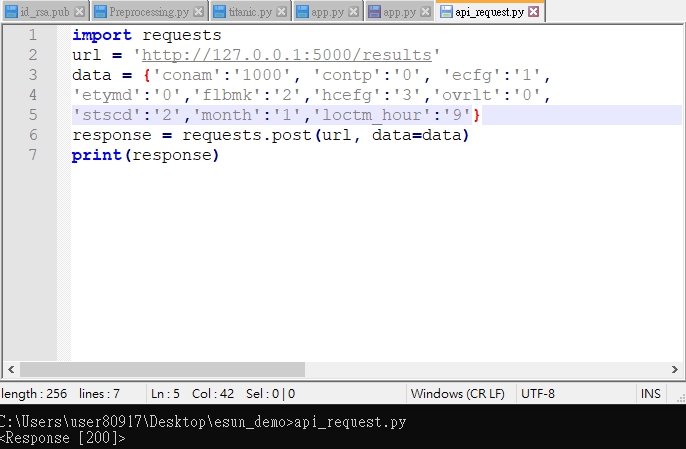 id_rsa.pub Preprocessing.py titanic.py app.py app.py api_request.py
1 import requests
2 url = 'http://127.0.0.1:5000/results'
3 data = {'conam':'1000', 'contp':'0', 'ecfg':'1',
4 'etymd':'0','flbmk':'2','hcefg':'3','ovrlt':'0',
5 'stscd':'2','month':'1','loctm_hour':'9'}
6 response = requests.post(url, data=data)
7 print(response)
length : 256 lines : 7 Ln : 5 Col : 42 Sel : 0 | 0 Windows (CR LF) UTF-8 INS
C:\Users\user80917\Desktop\esun_demo>api_request.py
<Response [200]>